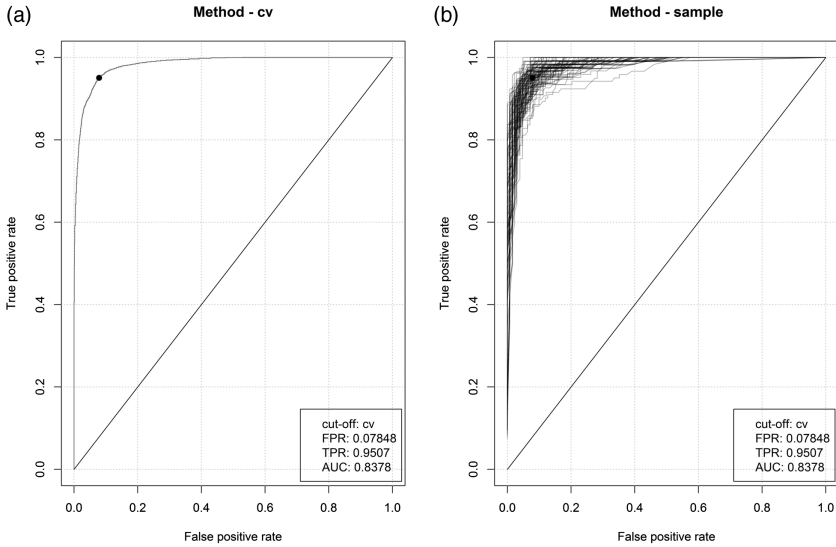 (a)
Method - cv
True positive rate
1.0
0.8
0.6
0.4
0.2
0.0
cut-off: cv
FPR: 0.07848
TPR: 0.9507
AUC: 0.8378
0.0 0.2 0.4 0.6 0.8 1.0
False positive rate
(b)
Method - sample
True positive rate
1.0
0.8
0.6
0.4
0.2
0.0
cut-off: cv
FPR: 0.07848
TPR: 0.9507
AUC: 0.8378
0.0 0.2 0.4 0.6 0.8 1.0
False positive rate